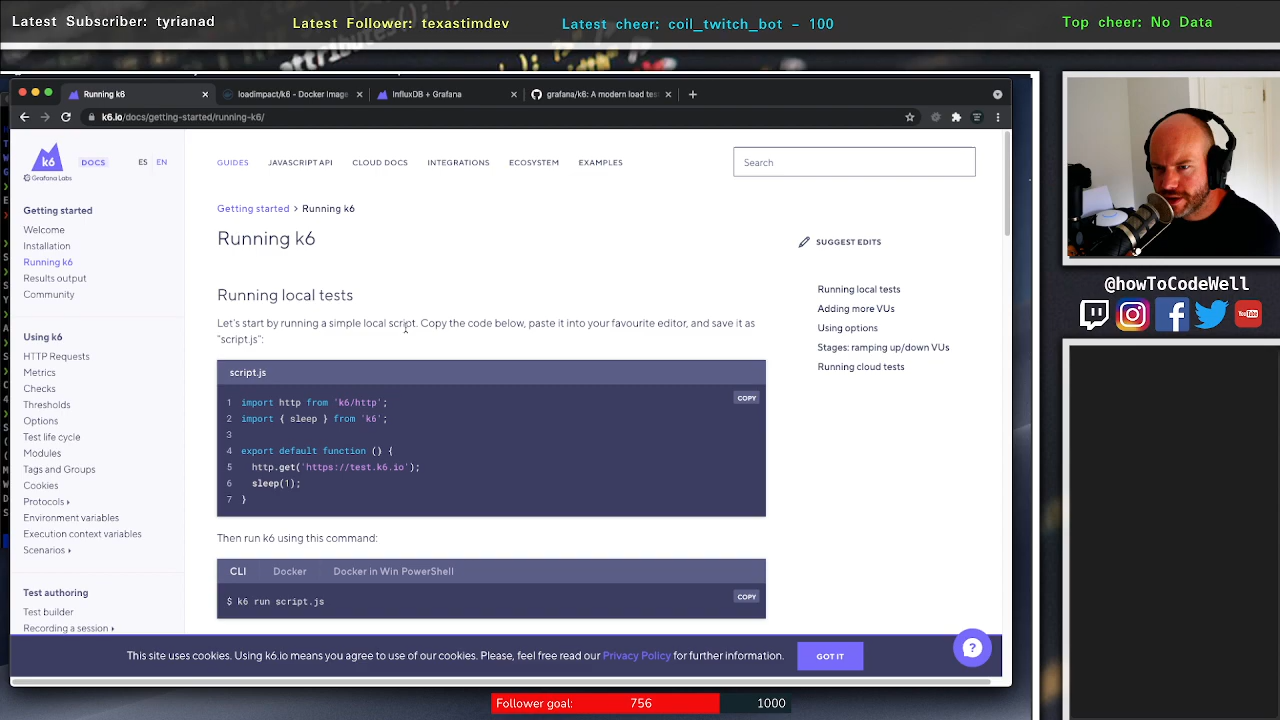 Latest Subscriber: tyrianad
Latest Follower: texastimdev
Latest cheer: coil_twitch_bot - 100
Top cheer: No Data
Running k6
loadimpact/k6 - Docker Image
InfluxDB + Grafana
grafana/k6: A modern load tes
k6.io/docs/getting-started/running-k6/
k6
Grafana Labs
DOCS
ES
EN
GUIDES
JAVASCRIPT API
CLOUD DOCS
INTEGRATIONS
ECOSYSTEM
EXAMPLES
Search
Getting started
Welcome
Installation
Running k6
Results output
Community
Using k6
HTTP Requests
Metrics
Checks
Thresholds
Options
Test life cycle
Modules
Tags and Groups
Cookies
Protocols
Environment variables
Execution context variables
Scenarios
Test authoring
Test builder
Recording a session
Getting started > Running k6
Running k6
Running local tests
Let's start by running a simple local script. Copy the code below, paste it into your favourite editor, and save it as
"script.js":
script.js
COPY
1 import http from 'k6/http';
2 import { sleep } from 'k6';
3
4 export default function () {
5 http.get('https://test.k6.io');
6 sleep(1);
7 }
Then run k6 using this command:
CLI
Docker
Docker in Win PowerShell
$ k6 run script.js
COPY
SUGGEST EDITS
Running local tests
Adding more VUs
Using options
Stages: ramping up/down VUs
Running cloud tests
This site uses cookies. Using k6.io means you agree to use of our cookies. Please, feel free read our Privacy Policy for further information.
GOT IT
?
@howToCodeWell
You
Tube
Follower goal:
756
1000